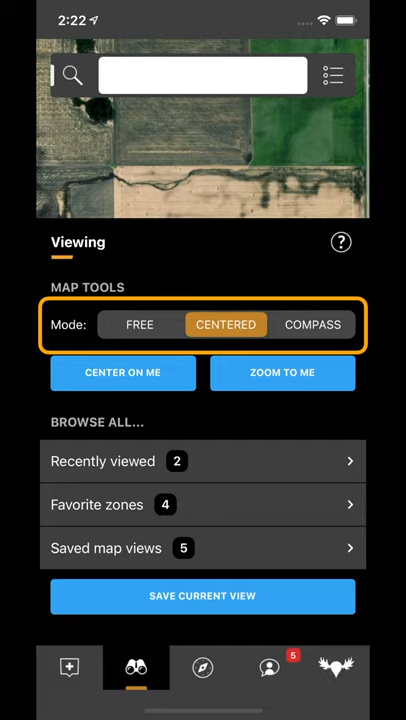 2:22
Viewing
?
MAP TOOLS
Mode: FREE CENTERED COMPASS
CENTER ON ME ZOOM TO ME
BROWSE ALL...
Recently viewed 2
Favorite zones 4
Saved map views 5
SAVE CURRENT VIEW
5